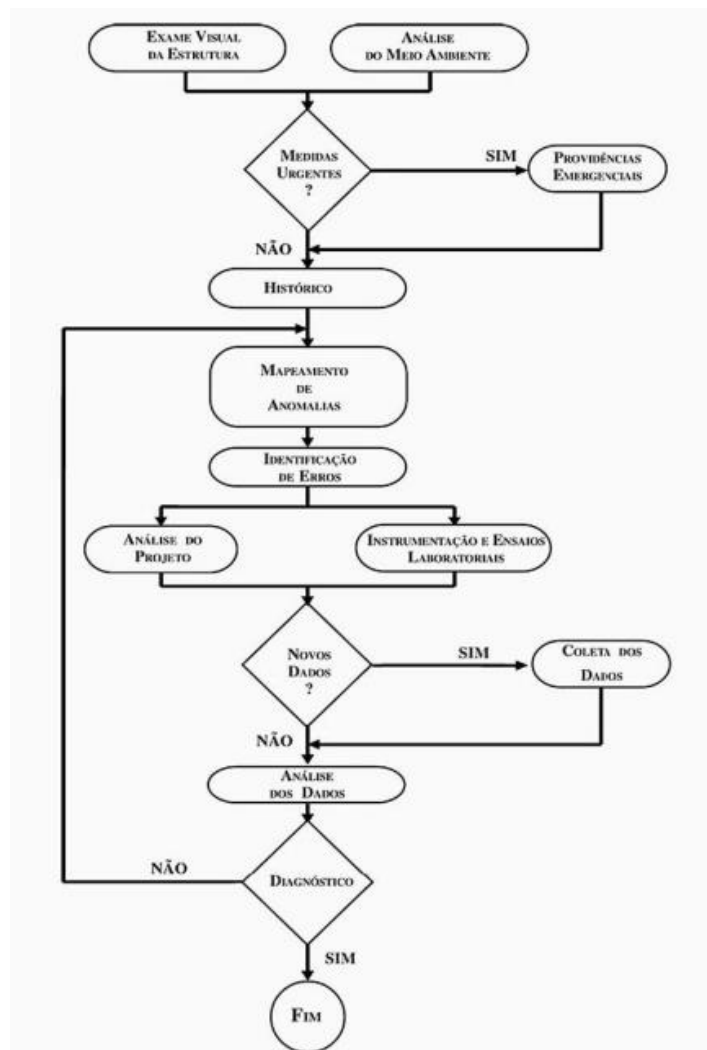 EXAME VISUAL
DA ESTRUTURA
ANÁLISE
DO MEIO AMBIENTE
MEDIDAS
URGENTES
?
SIM
PROVIDÊNCIAS
EMERGENCIAIS
NÃO
HISTÓRICO
MAPEAMENTO
DE
ANOMALIAS
IDENTIFICAÇÃO
DE ERROS
ANÁLISE DO
PROJETO
INSTRUMENTAÇÃO E ENSAIOS
LABORATORIAIS
NOVOS
DADOS
?
SIM
COLETA DOS
DADOS
NÃO
ANÁLISE
DOS DADOS
NÃO
DIAGNÓSTICO
SIM
FIM